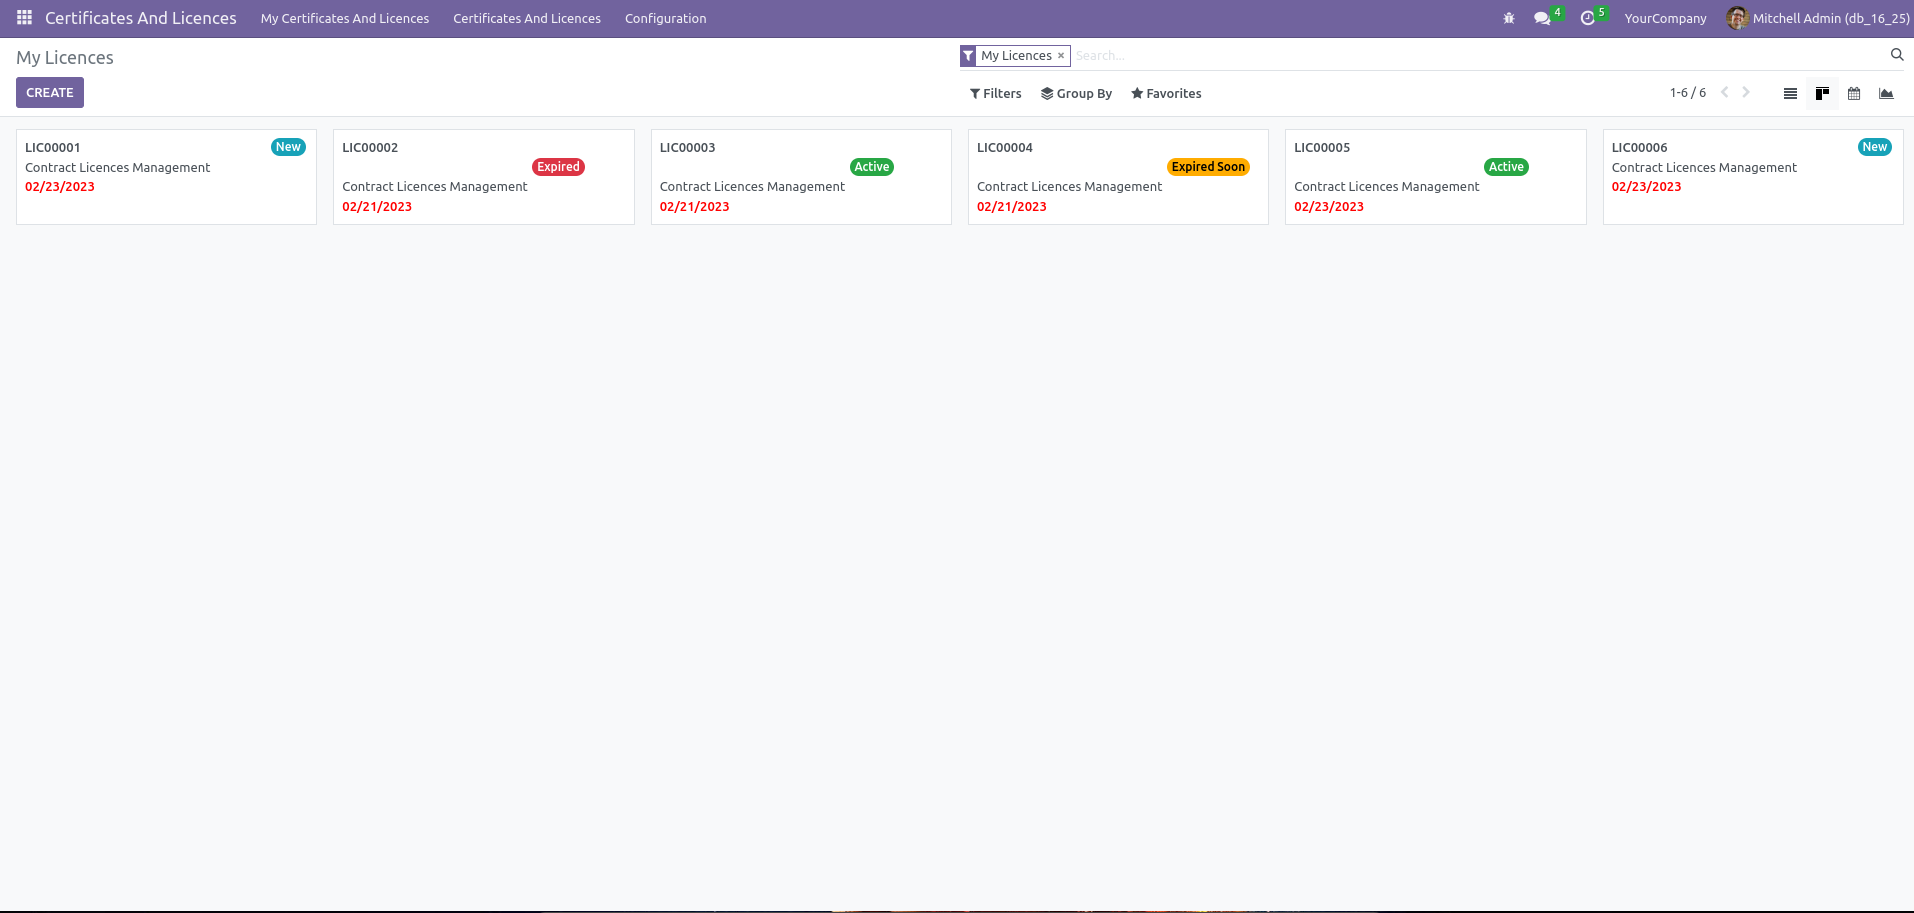 Certificates And Licences My Certificates And Licences Certificates And Licences Configuration 4 5 YourCompany Mitchell Admin (db_16_25)
My Licences
My Licences × Search...
CREATE
Filters Group By Favorites 1-6 / 6
LIC00001 New
Contract Licences Management
02/23/2023
LIC00002
Expired
Contract Licences Management
02/21/2023
LIC00003
Active
Contract Licences Management
02/21/2023
LIC00004
Expired Soon
Contract Licences Management
02/21/2023
LIC00005
Active
Contract Licences Management
02/23/2023
LIC00006 New
Contract Licences Management
02/23/2023